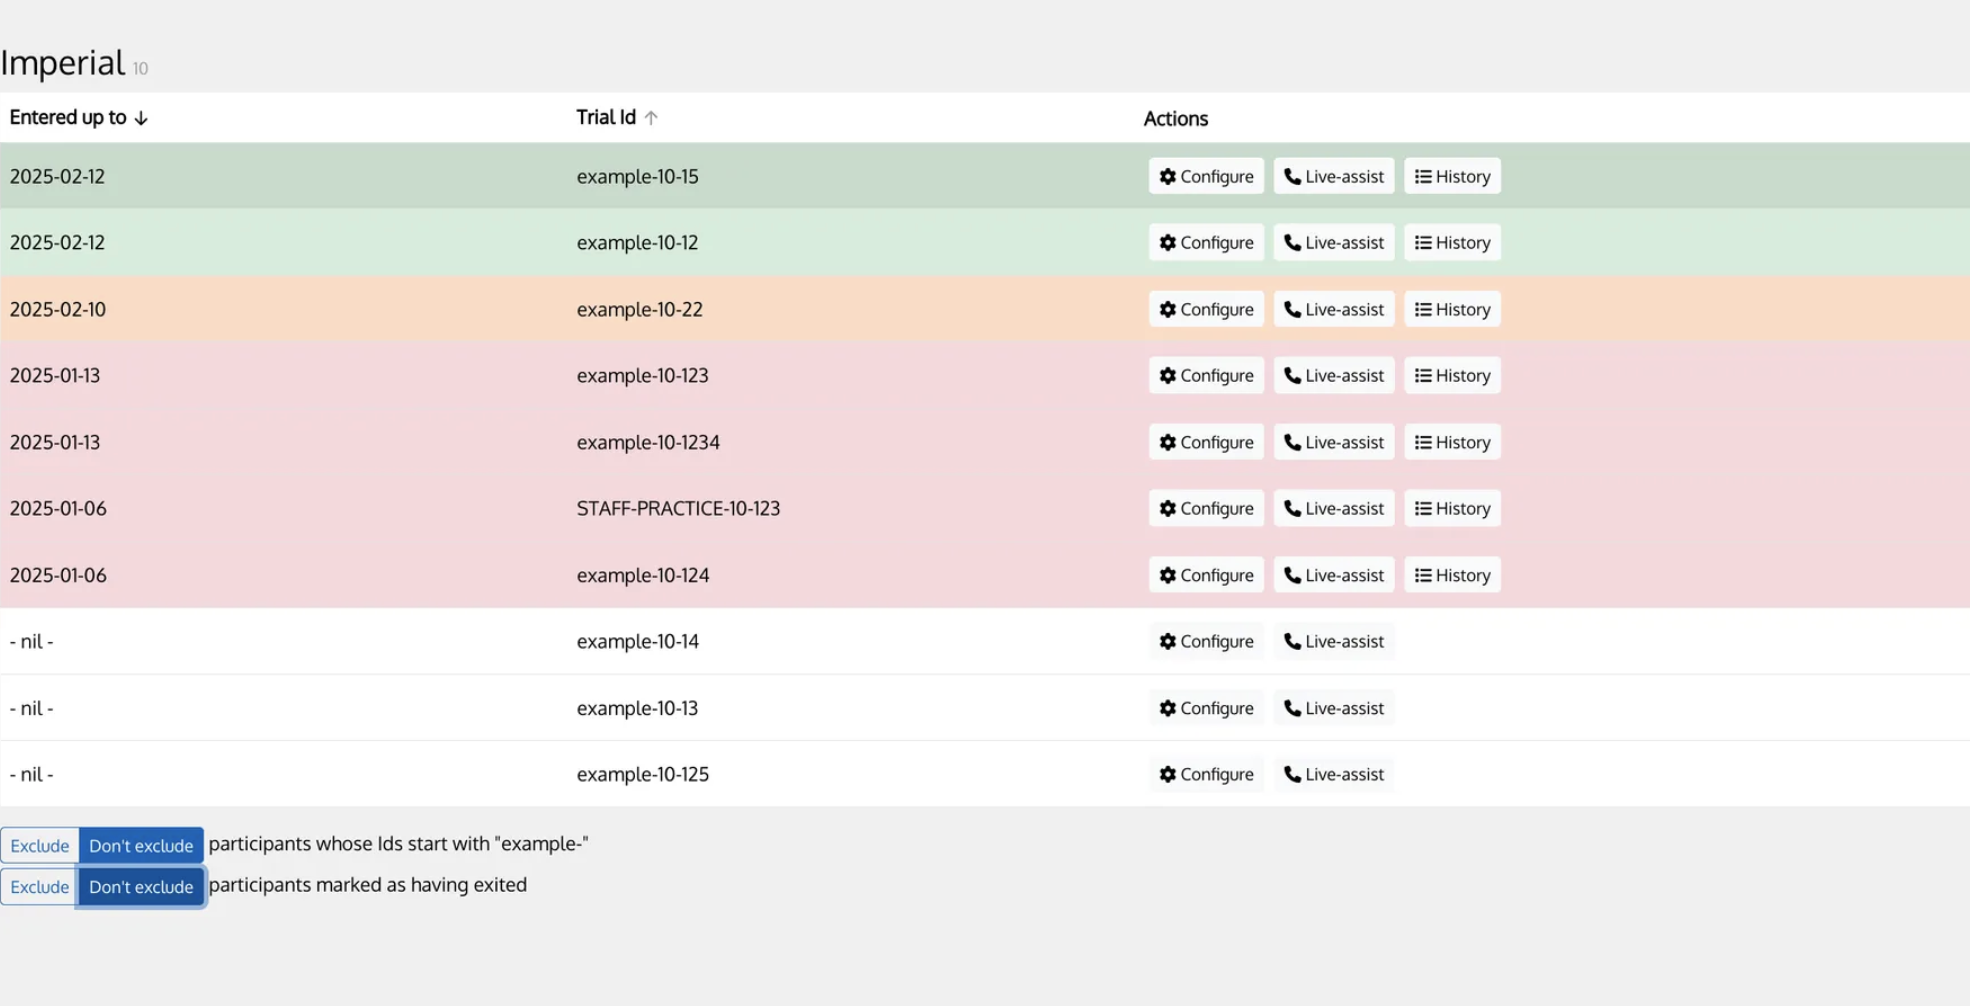 Imperial 10
Entered up to ↓ Trial Id ↑ Actions
2025-02-12 example-10-15 Configure Live-assist History
2025-02-12 example-10-12 Configure Live-assist History
2025-02-10 example-10-22 Configure Live-assist History
2025-01-13 example-10-123 Configure Live-assist History
2025-01-13 example-10-1234 Configure Live-assist History
2025-01-06 STAFF-PRACTICE-10-123 Configure Live-assist History
2025-01-06 example-10-124 Configure Live-assist History
- nil - example-10-14 Configure Live-assist
- nil - example-10-13 Configure Live-assist
- nil - example-10-125 Configure Live-assist
Exclude Don't exclude participants whose Ids start with "example-"
Exclude Don't exclude participants marked as having exited